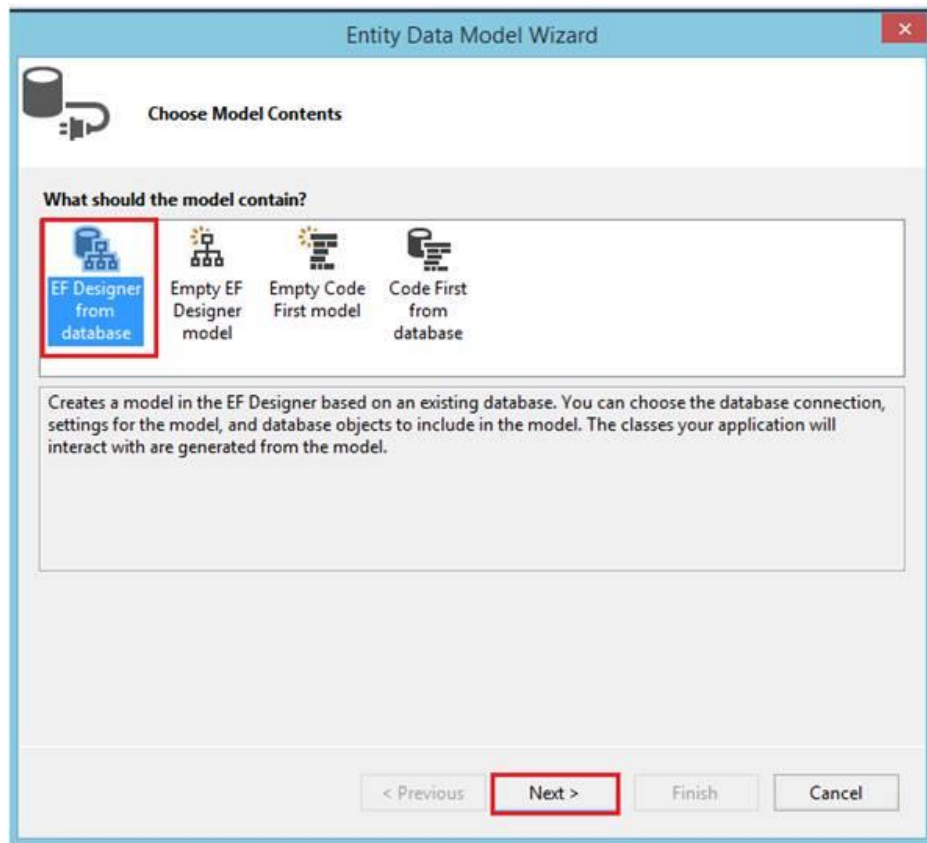 Entity Data Model Wizard
Choose Model Contents
What should the model contain?
EF Designer
from
database
Empty EF
Designer
model
Empty Code
First model
Code First
from
database
Creates a model in the EF Designer based on an existing database. You can choose the database connection,
settings for the model, and database objects to include in the model. The classes your application will
interact with are generated from the model.
< Previous
Next >
Finish
Cancel